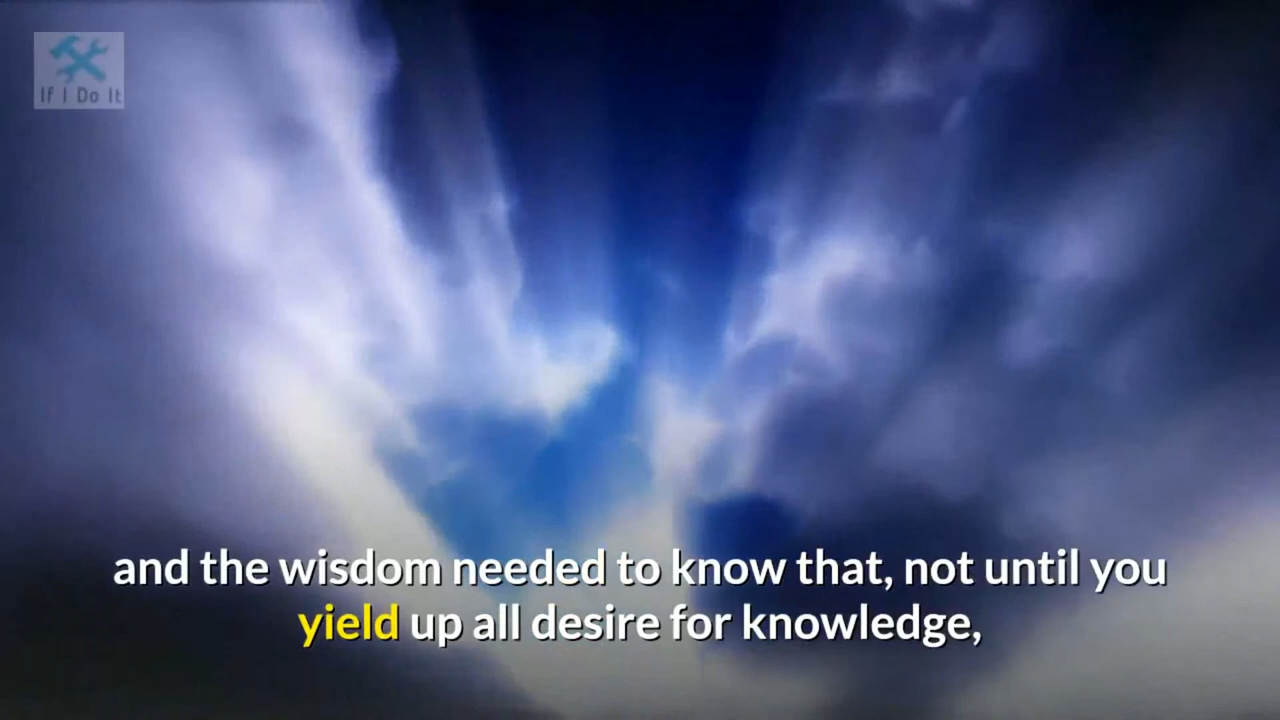 If I Do It
and the wisdom needed to know that, not until you
yield up all desire for knowledge,